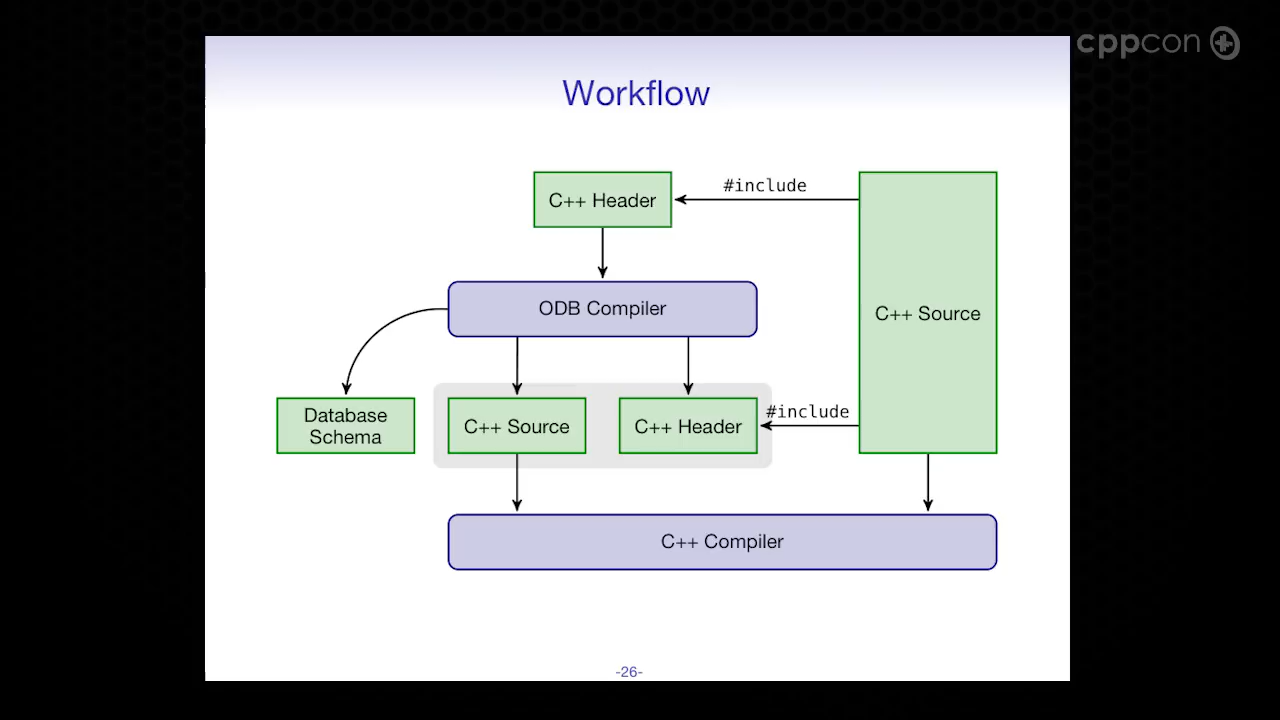 cppcon
Workflow
C++ Header
#include
C++ Source
ODB Compiler
Database
Schema
C++ Source
C++ Header
#include
C++ Compiler
-26-